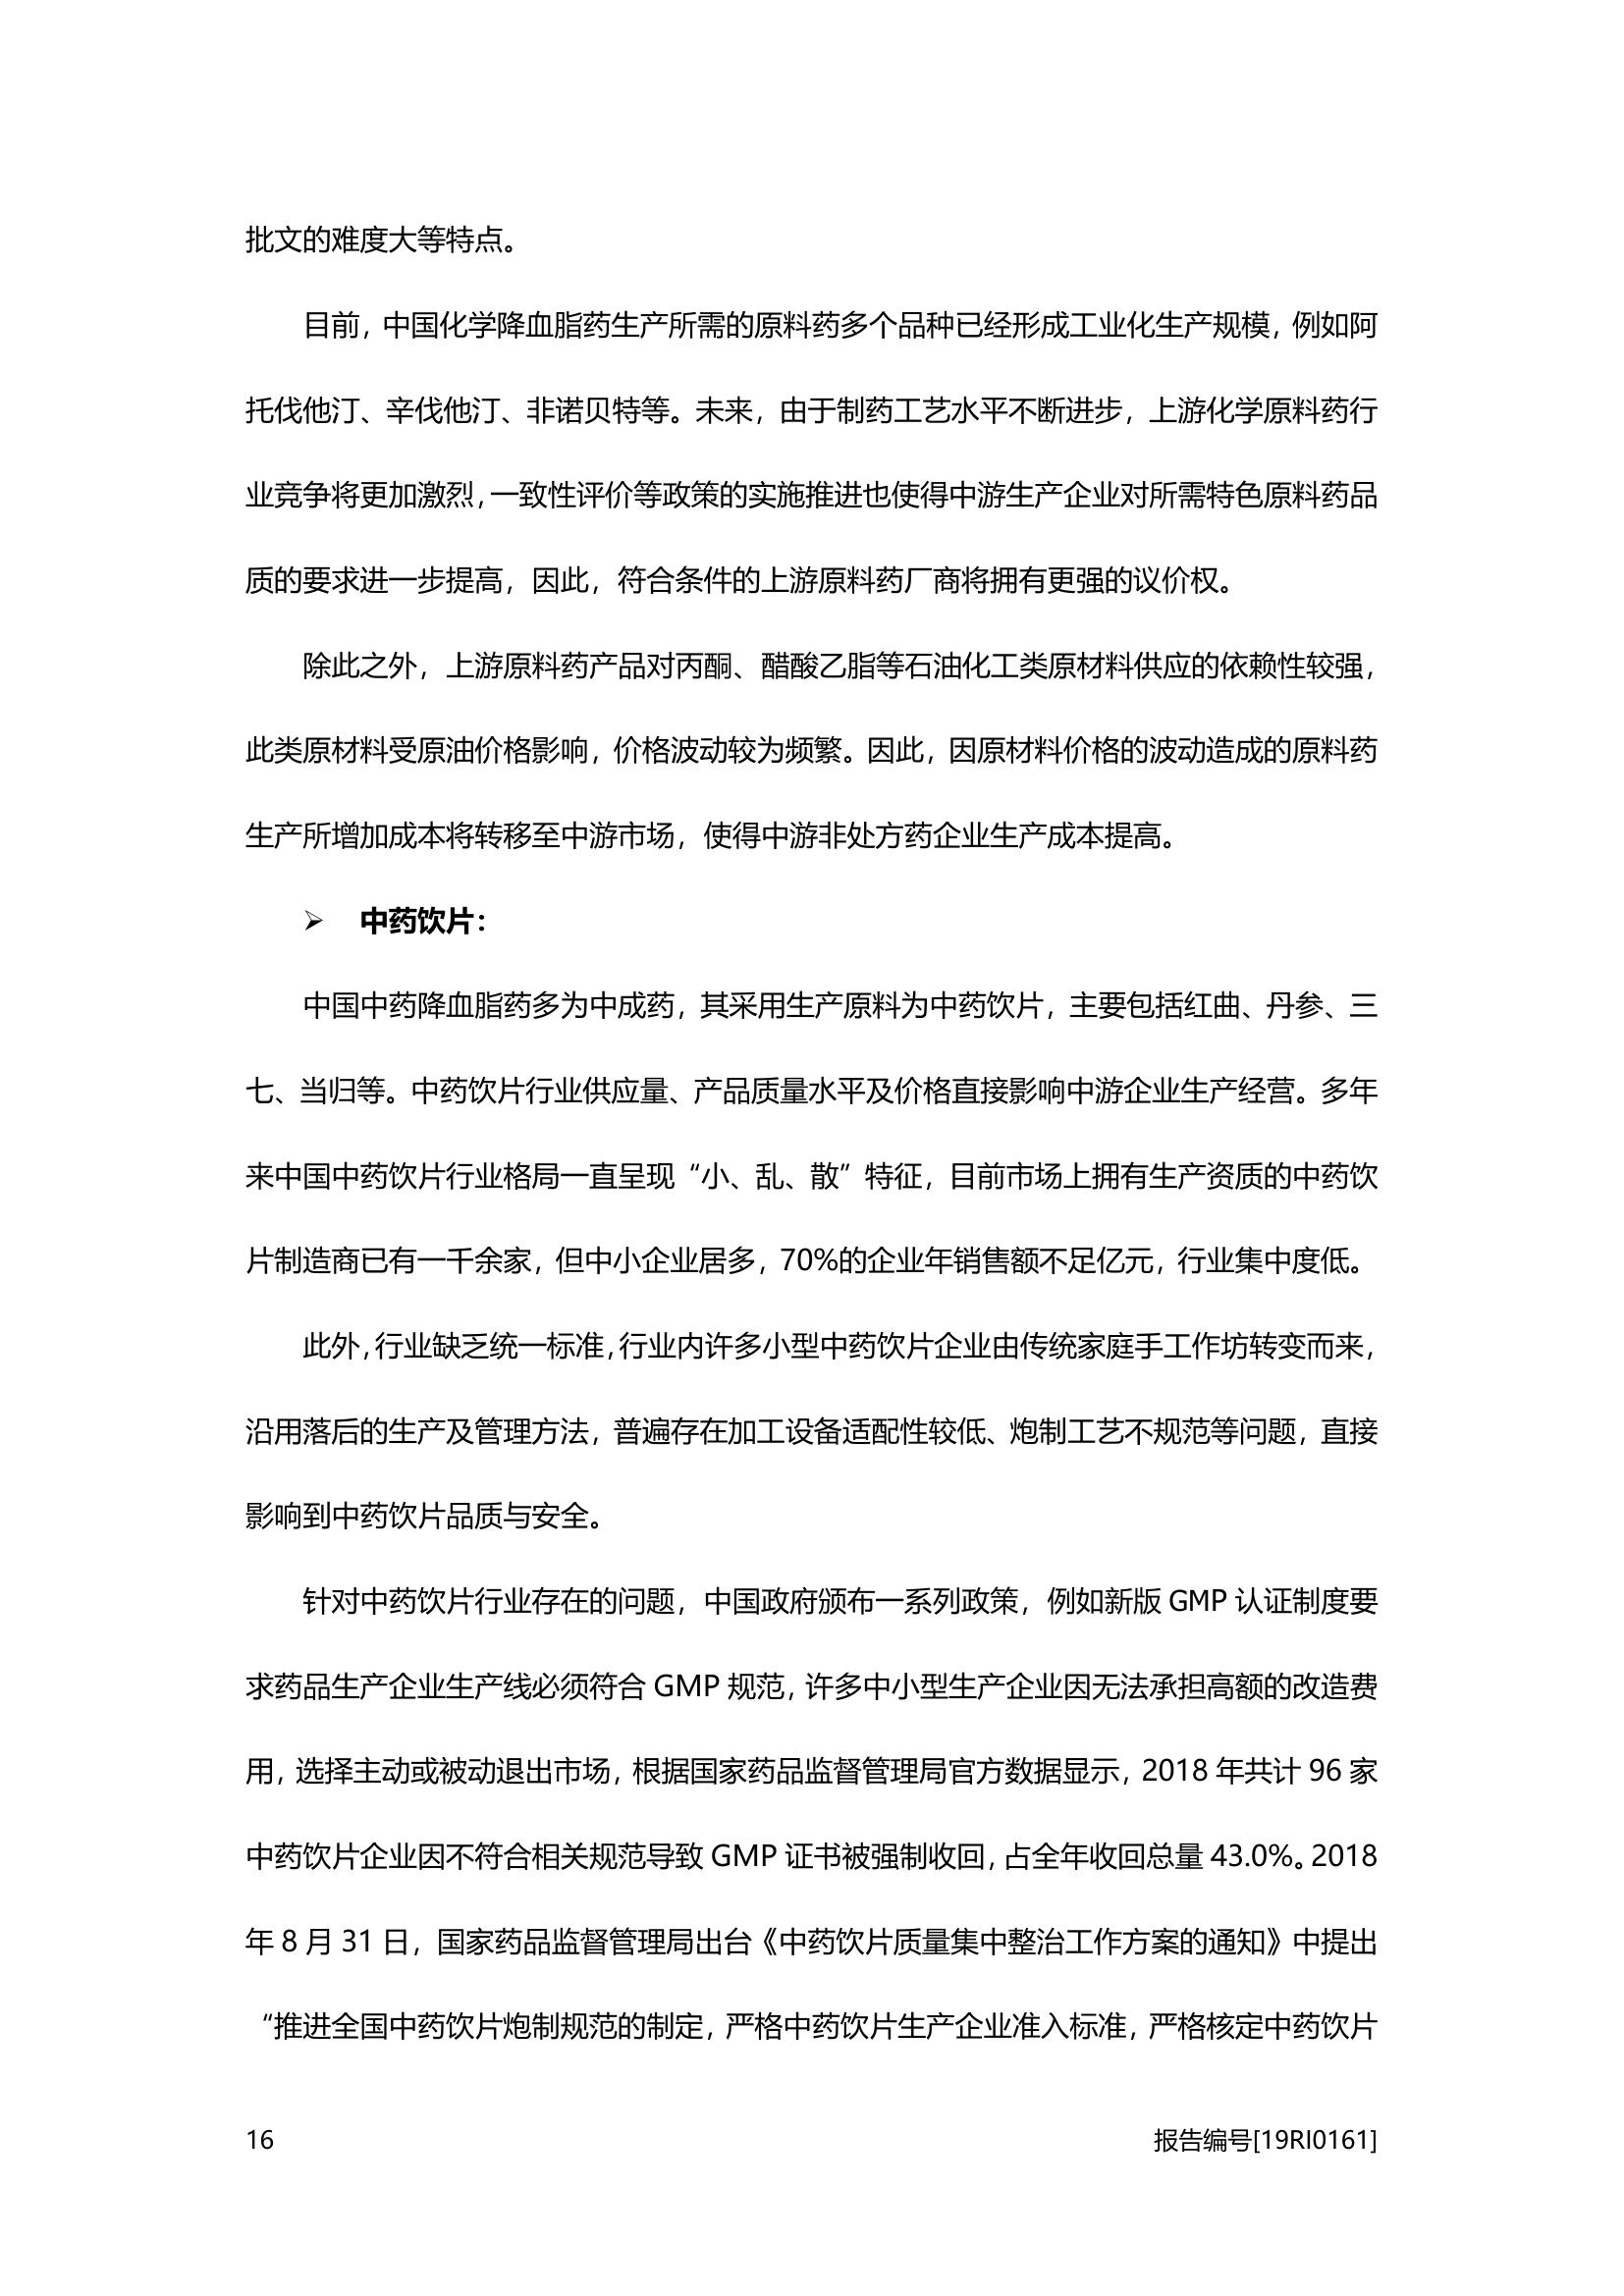 批文的难度大等特点。
目前，中国化学降血脂药生产所需的原料药多个品种已经形成工业化生产规模，例如阿
托伐他汀、辛伐他汀、非诺贝特等。未来，由于制药工艺水平不断进步，上游化学原料药行
业竞争将更加激烈，一致性评价等政策的实施推进也使得中游生产企业对所需特色原料药品
质的要求进一步提高，因此，符合条件的上游原料药厂商将拥有更强的议价权。
除此之外，上游原料药产品对丙酮、醋酸乙脂等石油化工类原材料供应的依赖性较强，
此类原材料受原油价格影响，价格波动较为频繁。因此，因原材料价格的波动造成的原料药
生产所增加成本将转移至中游市场，使得中游非处方药企业生产成本提高。
➢ 中药饮片：
中国中药降血脂药多为中成药，其采用生产原料为中药饮片，主要包括红曲、丹参、三
七、当归等。中药饮片行业供应量、产品质量水平及价格直接影响中游企业生产经营。多年
来中国中药饮片行业格局一直呈现“小、乱、散”特征，目前市场上拥有生产资质的中药饮
片制造商已有一千余家，但中小企业居多，70%的企业年销售额不足亿元，行业集中度低。
此外，行业缺乏统一标准，行业内许多小型中药饮片企业由传统家庭手工作坊转变而来，
沿用落后的生产及管理方法，普遍存在加工设备适配性较低、炮制工艺不规范等问题，直接
影响到中药饮片品质与安全。
针对中药饮片行业存在的问题，中国政府颁布一系列政策，例如新版 GMP 认证制度要
求药品生产企业生产线必须符合 GMP 规范，许多中小型生产企业因无法承担高额的改造费
用，选择主动或被动退出市场，根据国家药品监督管理局官方数据显示，2018 年共计 96 家
中药饮片企业因不符合相关规范导致 GMP 证书被强制收回，占全年收回总量 43.0%。2018
年 8 月 31 日，国家药品监督管理局出台《中药饮片质量集中整治工作方案的通知》中提出
“推进全国中药饮片炮制规范的制定，严格中药饮片生产企业准入标准，严格核定中药饮片
16 报告编号[19RI0161]